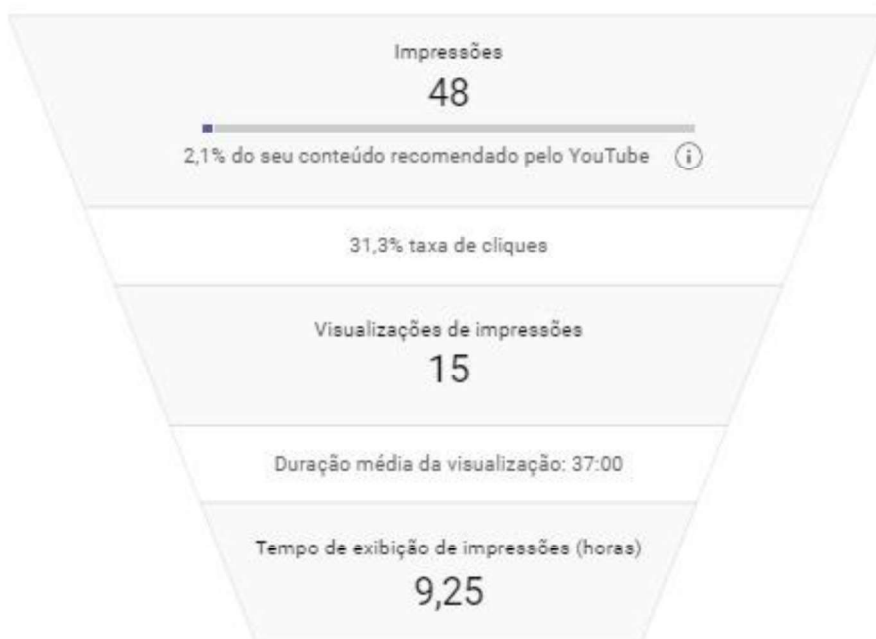 Impressões
48
2,1% do seu conteúdo recomendado pelo YouTube
31,3% taxa de cliques
Visualizações de impressões
15
Duração média da visualização: 37:00
Tempo de exibição de impressões (horas)
9,25